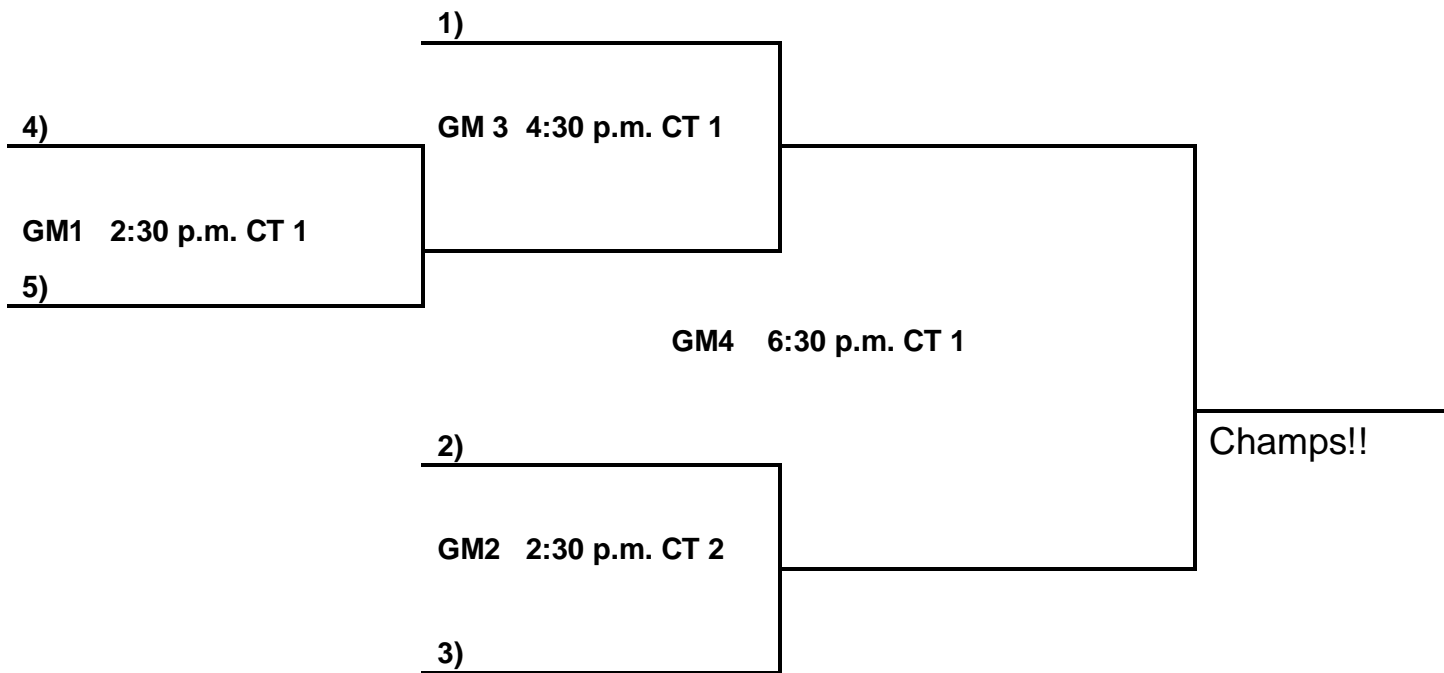 1)
4)
GM 3 4:30 p.m. CT 1
GM1 2:30 p.m. CT 1
5)
GM4 6:30 p.m. CT 1
2)
Champs!!
GM2 2:30 p.m. CT 2
3)